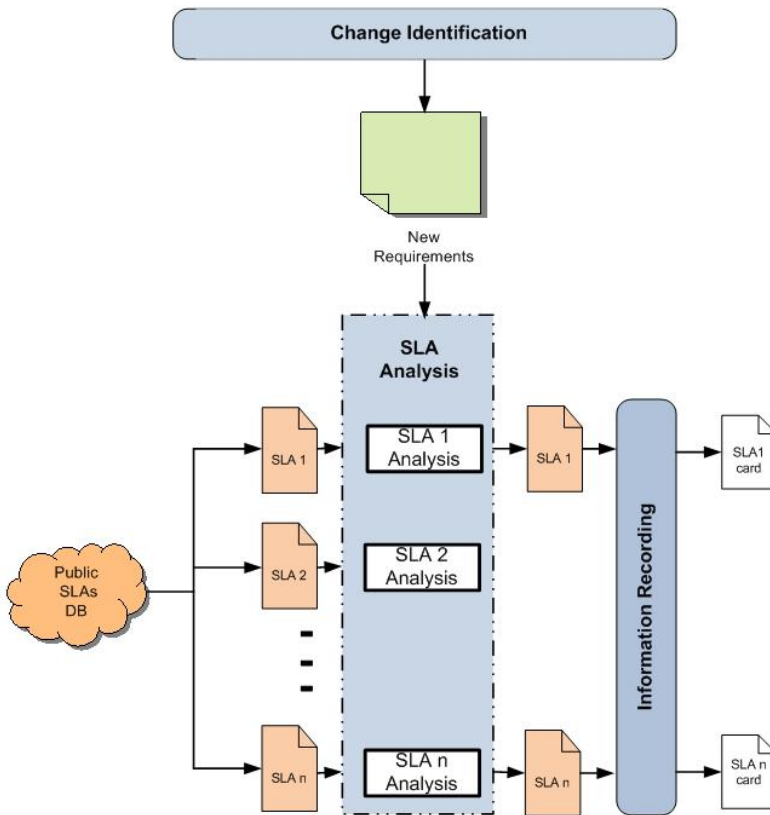 Change Identification
New
Requirements
SLA
Analysis
SLA 1
SLA 1
Analysis
SLA 1
SLA1
card
SLA 2
SLA 2
Analysis
Public
SLAs
DB
Information Recording
SLA n
SLA n
Analysis
SLA n
SLA n
card